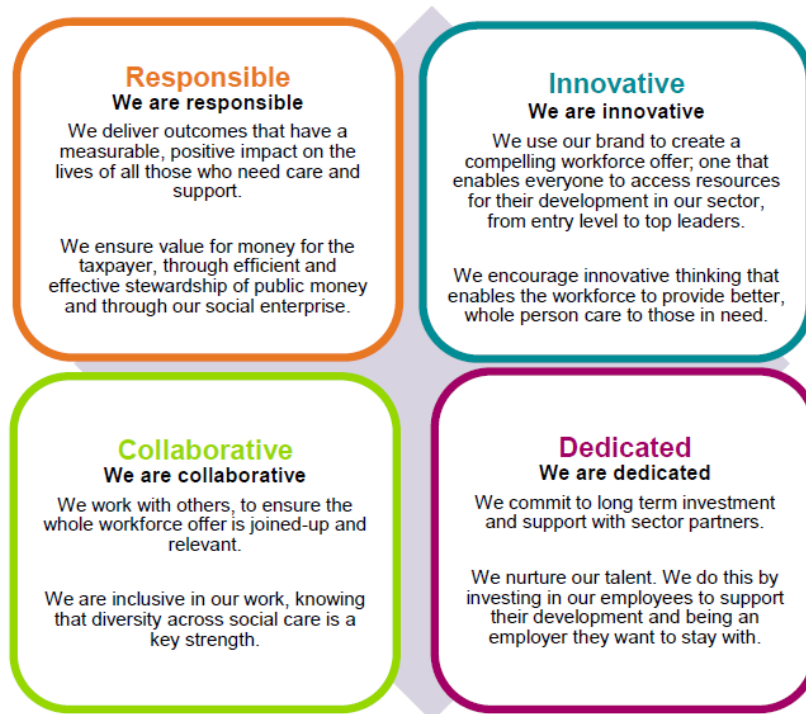 Responsible
We are responsible
We deliver outcomes that have a
measurable, positive impact on the
lives of all those who need care and
support.
We ensure value for money for the
taxpayer, through efficient and
effective stewardship of public money
and through our social enterprise.
Innovative
We are innovative
We use our brand to create a
compelling workforce offer; one that
enables everyone to access resources
for their development in our sector,
from entry level to top leaders.
We encourage innovative thinking that
enables the workforce to provide better,
whole person care to those in need.
Collaborative
We are collaborative
We work with others, to ensure the
whole workforce offer is joined-up and
relevant.
We are inclusive in our work, knowing
that diversity across social care is a
key strength.
Dedicated
We are dedicated
We commit to long term investment
and support with sector partners.
We nurture our talent. We do this by
investing in our employees to support
their development and being an
employer they want to stay with.